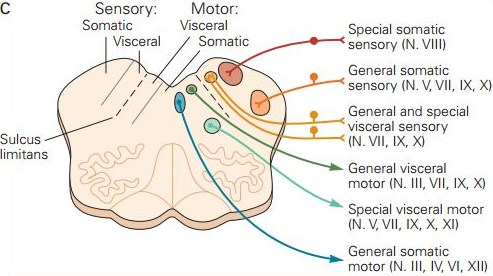 C
Sensory:
Somatic
Visceral
Motor:
Visceral
Somatic
Sulcus
limitans
Special somatic
sensory (N. VIII)
General somatic
sensory (N. V, VII, IX, X)
General and special
visceral sensory
(N. VII, IX, X)
General visceral
motor (N. III, VII, IX, X)
Special visceral motor
(N. V, VII, IX, X, XI)
General somatic
motor (N. III, IV, VI, XII)